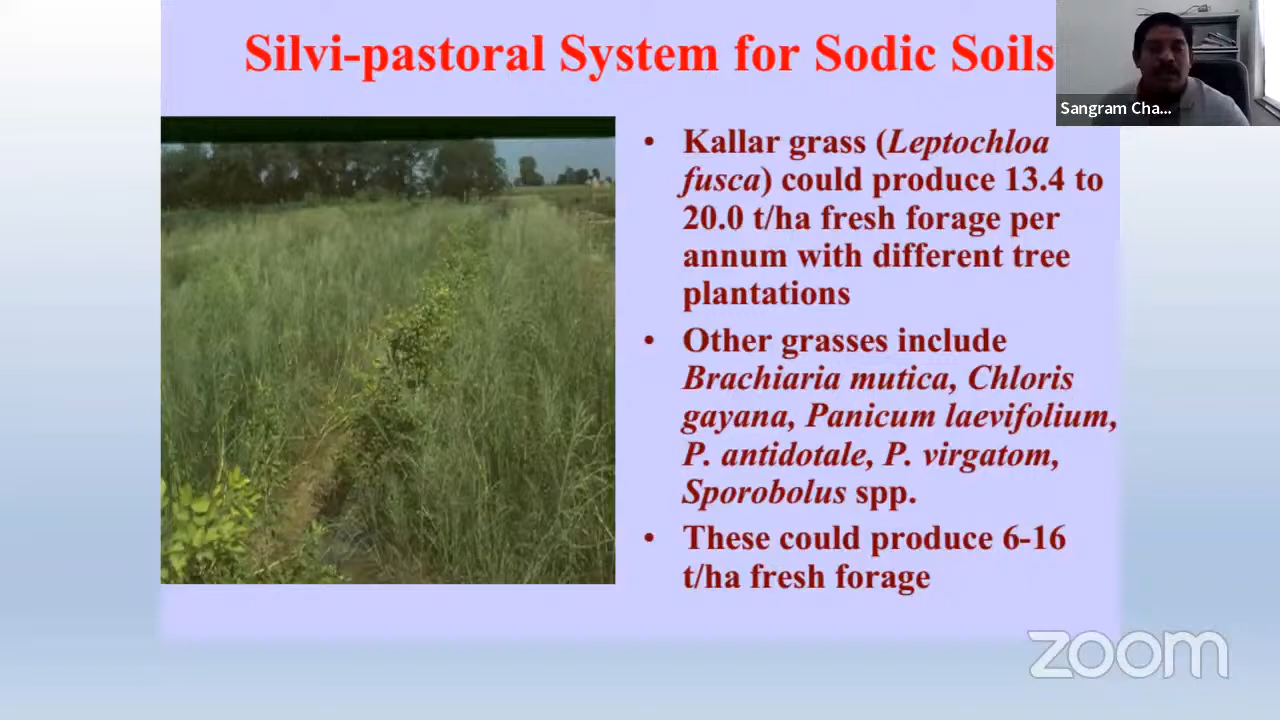 Silvi-pastoral System for Sodic Soils
Sangram Cha...
• Kallar grass (Leptochloa
fusca) could produce 13.4 to
20.0 t/ha fresh forage per
annum with different tree
plantations
• Other grasses include
Brachiaria mutica, Chloris
gayana, Panicum laevifolium,
P. antidotale, P. virgatom,
Sporobolus spp.
• These could produce 6-16
t/ha fresh forage
zoom